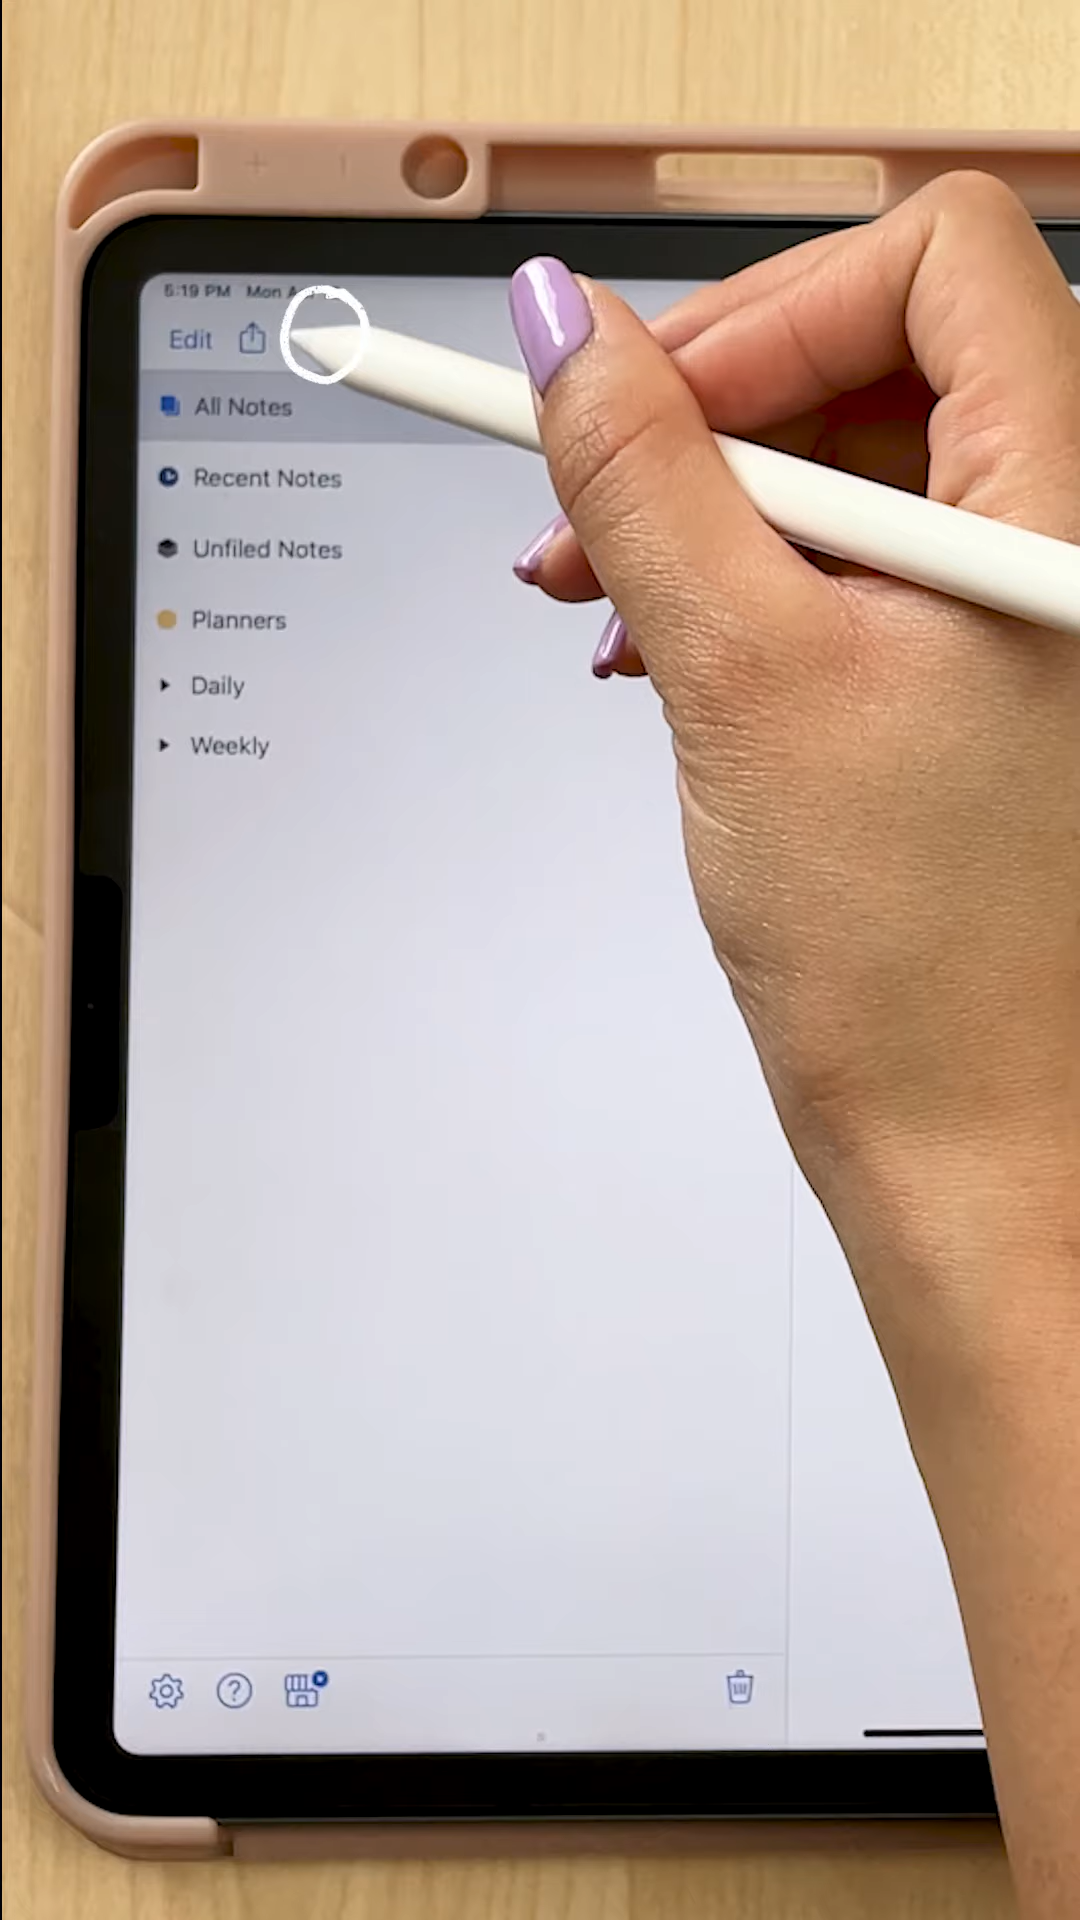 5:19 PM Mon
Edit
All Notes
Recent Notes
Unfiled Notes
Planners
Daily
Weekly
?